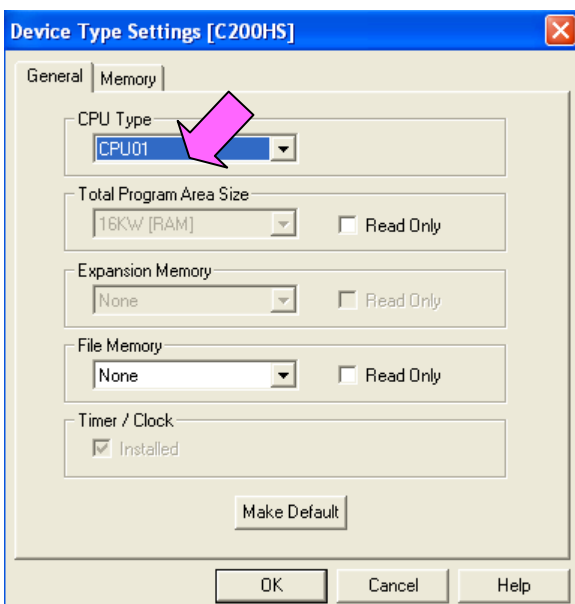 Device Type Settings [C200HS]
General Memory
CPU Type
CPU01
Total Program Area Size
16KW [RAM] Read Only
Expansion Memory
None Read Only
File Memory
None Read Only
Timer / Clock
Installed
Make Default
OK Cancel Help